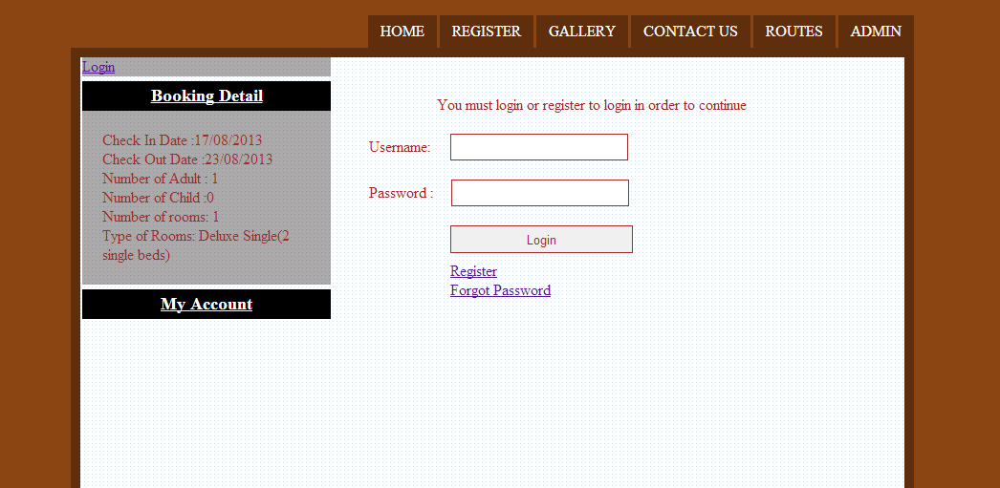 HOME REGISTER GALLERY CONTACT US ROUTES ADMIN
Login
Booking Detail
Check In Date :17/08/2013
Check Out Date :23/08/2013
Number of Adult : 1
Number of Child :0
Number of rooms: 1
Type of Rooms: Deluxe Single(2
single beds)
My Account
You must login or register to login in order to continue
Username:
Password :
Login
Register
Forgot Password